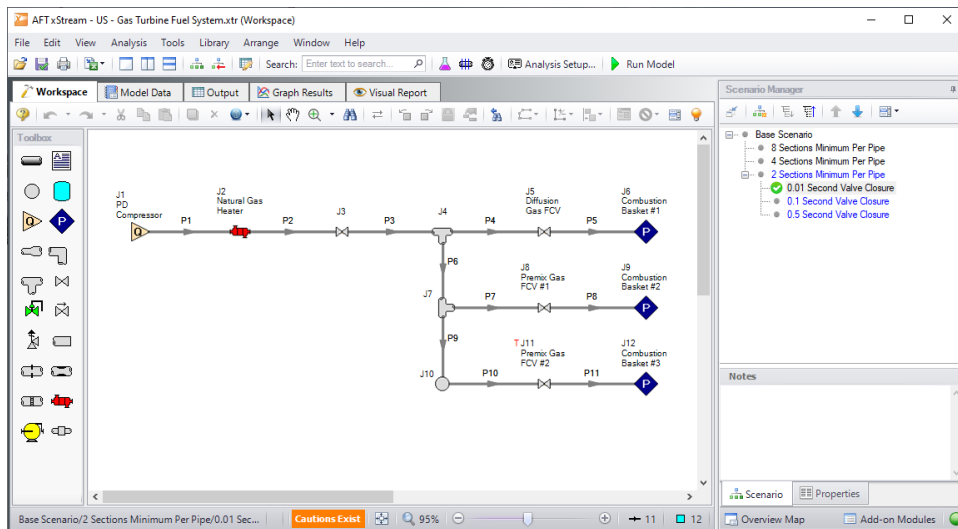 AFT xStream - US - Gas Turbine Fuel System.xtr (Workspace)
File Edit View Analysis Tools Library Arrange Window Help
Search: Enter text to search... Analysis Setup... Run Model
Workspace Model Data Output Graph Results Visual Report
Scenario Manager
Toolbox
Base Scenario
8 Sections Minimum Per Pipe
4 Sections Minimum Per Pipe
2 Sections Minimum Per Pipe
0.01 Second Valve Closure
0.1 Second Valve Closure
0.5 Second Valve Closure
J1
PD
Compressor
P1
J2
Natural Gas
Heater
P2
J3
P3
J4
P4
J5
Diffusion
Gas FCV
P5
J6
Combustion
Basket #1
Q
P
P6
J7
P7
J8
Premix Gas
FCV #1
P8
J9
Combustion
Basket #2
P
P9
J10
P10
T J11
Premix Gas
FCV #2
P11
J12
Combustion
Basket #3
P
Q P
Notes
Scenario Properties
Base Scenario/2 Sections Minimum Per Pipe/0.01 Sec... Cautions Exist 95% 11 12 Overview Map Add-on Modules